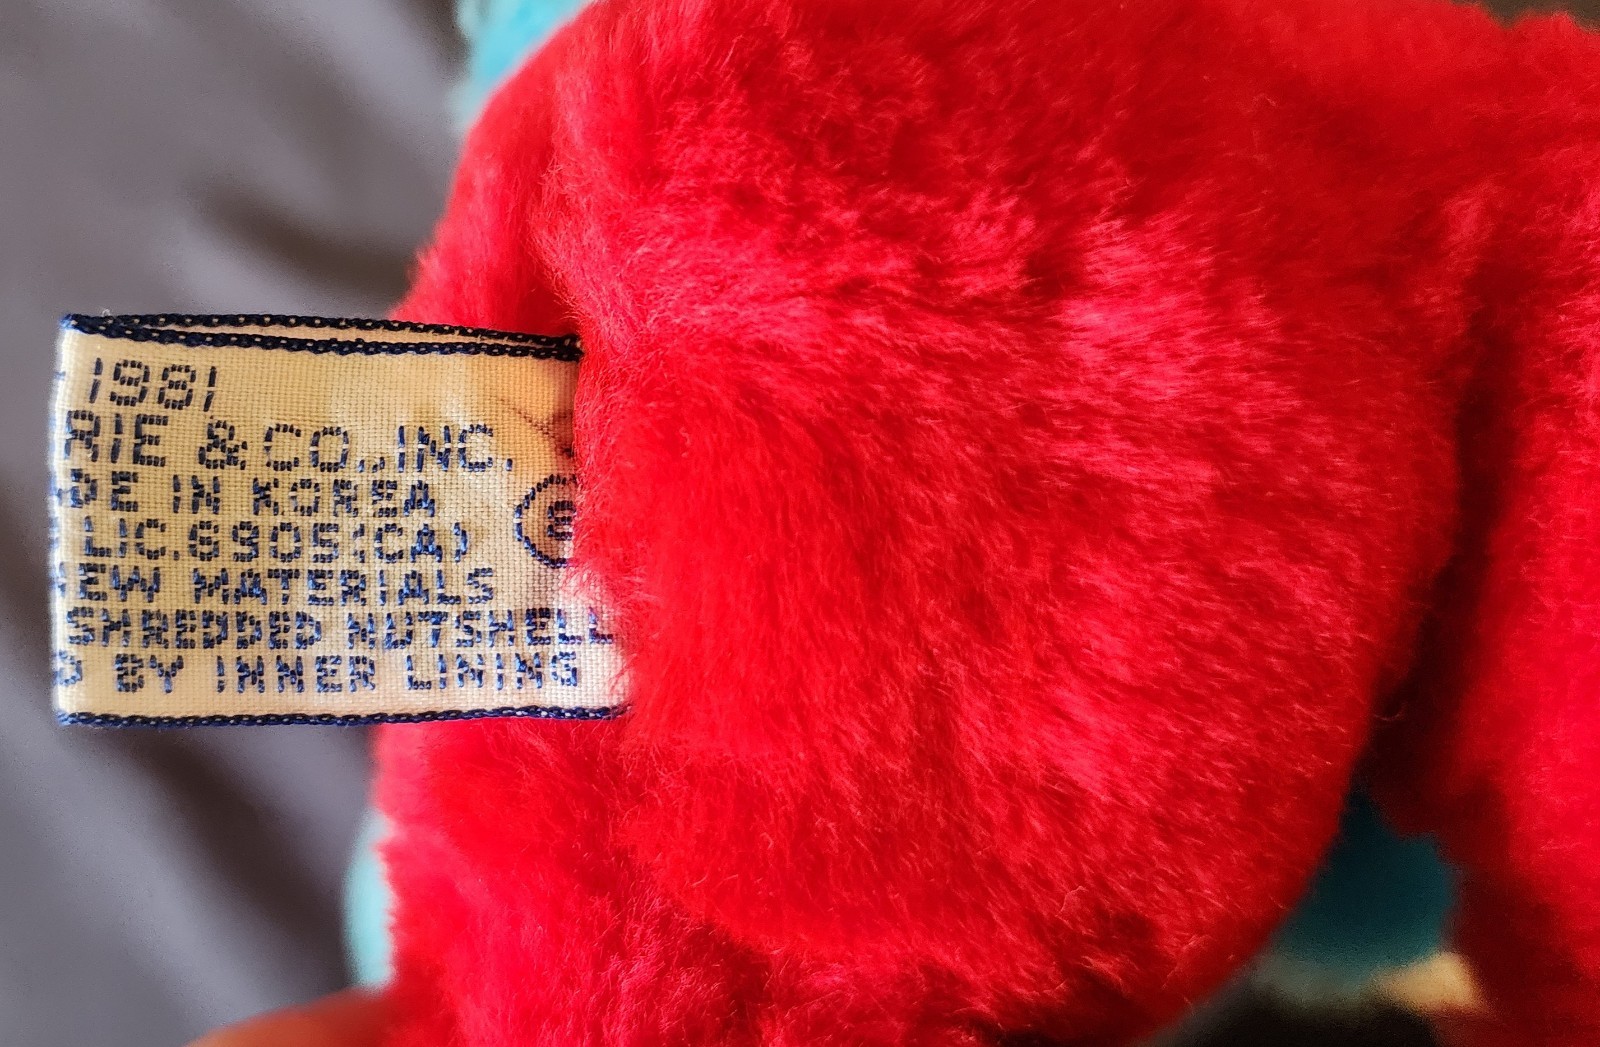 1981
RIE & CO., INC.
DE IN KOREA
LIC.6905(CA)
EW MATERIALS
SHREDDED NUTSHELL
D BY INNER LINING